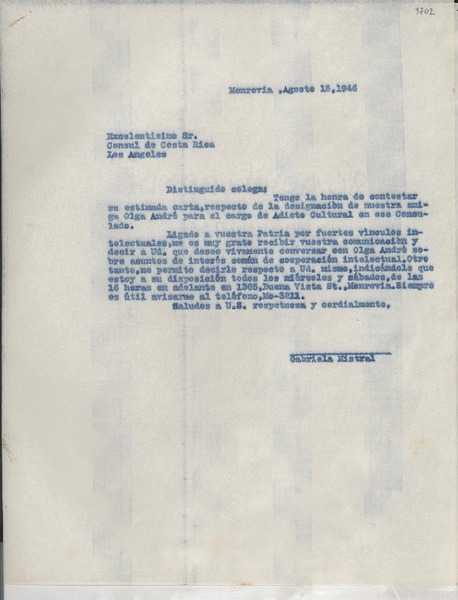 9702
Monrovia ,Agosto 15,1946
Excelentísimo Sr.
Consul de Costa Rica
Los Angeles
Distinguido colega:
Tengo la honra de contestar
su estimada carta,respecto de la designación de nuestra ami-
ga Olga André para el cargo de Adicto Cultural en ese Consu-
lado.
Ligado a vuestra Patria por fuertes vínculos in-
telectuales,me es muy grato recibir vuestra comunicación y
decir a Ud. que deseo vivamente conversar con Olga André so-
bre asuntos de interés común de cooperación intelectual.Otro
tanto,me permito decirle respecto a Ud. mismo,indicándole que
estoy a su disposición todos los miércoles y sábados,de las
16 horas en adelante en 1305,Buena Vista St.,Monrovia.Siempre
es útil avisarme al teléfono,Mo-3211.
Saludos a U.S. respetuosa y cordialmente,
Gabriela Mistral